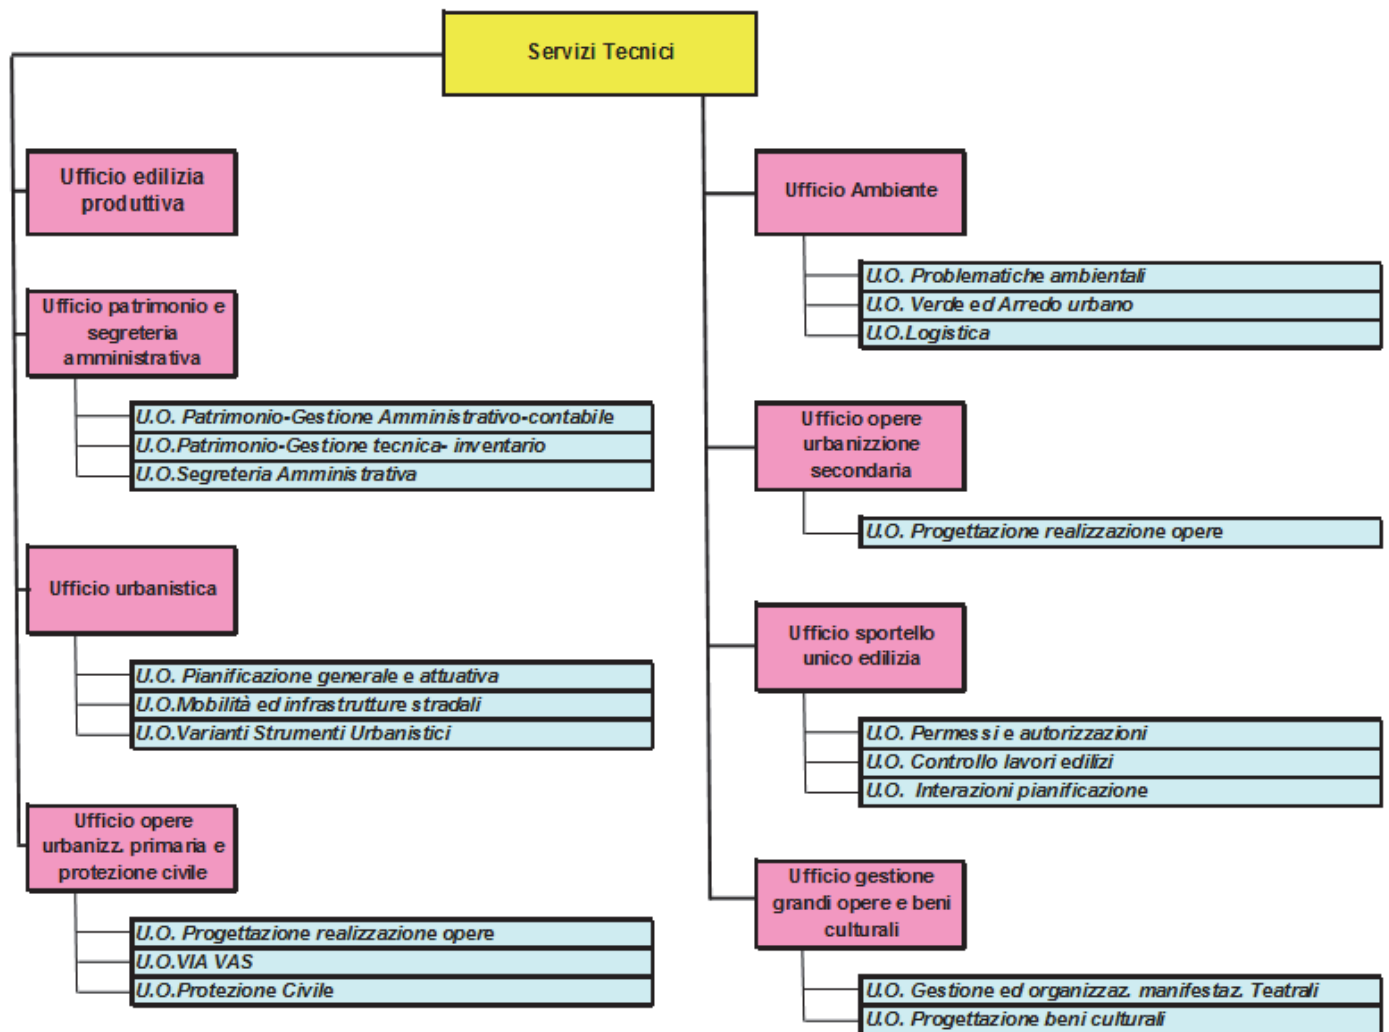 Servizi Tecnici
Ufficio edilizia
produttiva
Ufficio patrimonio e
segreteria
amministrativa
U.O. Patrimonio-Gestione Amministrativo-contabile
U.O.Patrimonio-Gestione tecnica- inventario
U.O.Segreteria Amministrativa
Ufficio urbanistica
U.O. Pianificazione generale e attuativa
U.O.Mobilità ed infrastrutture stradali
U.O.Varianti Strumenti Urbanistici
Ufficio opere
urbanizz. primaria e
protezione civile
U.O. Progettazione realizzazione opere
U.O.VIA VAS
U.O.Protezione Civile
Ufficio Ambiente
U.O. Problematiche ambientali
U.O. Verde ed Arredo urbano
U.O.Logistica
Ufficio opere
urbanizzione
secondaria
U.O. Progettazione realizzazione opere
Ufficio sportello
unico edilizia
U.O. Permessi e autorizzazioni
U.O. Controllo lavori edilizi
U.O. Interazioni pianificazione
Ufficio gestione
grandi opere e beni
culturali
U.O. Gestione ed organizzaz. manifestaz. Teatrali
U.O. Progettazione beni culturali